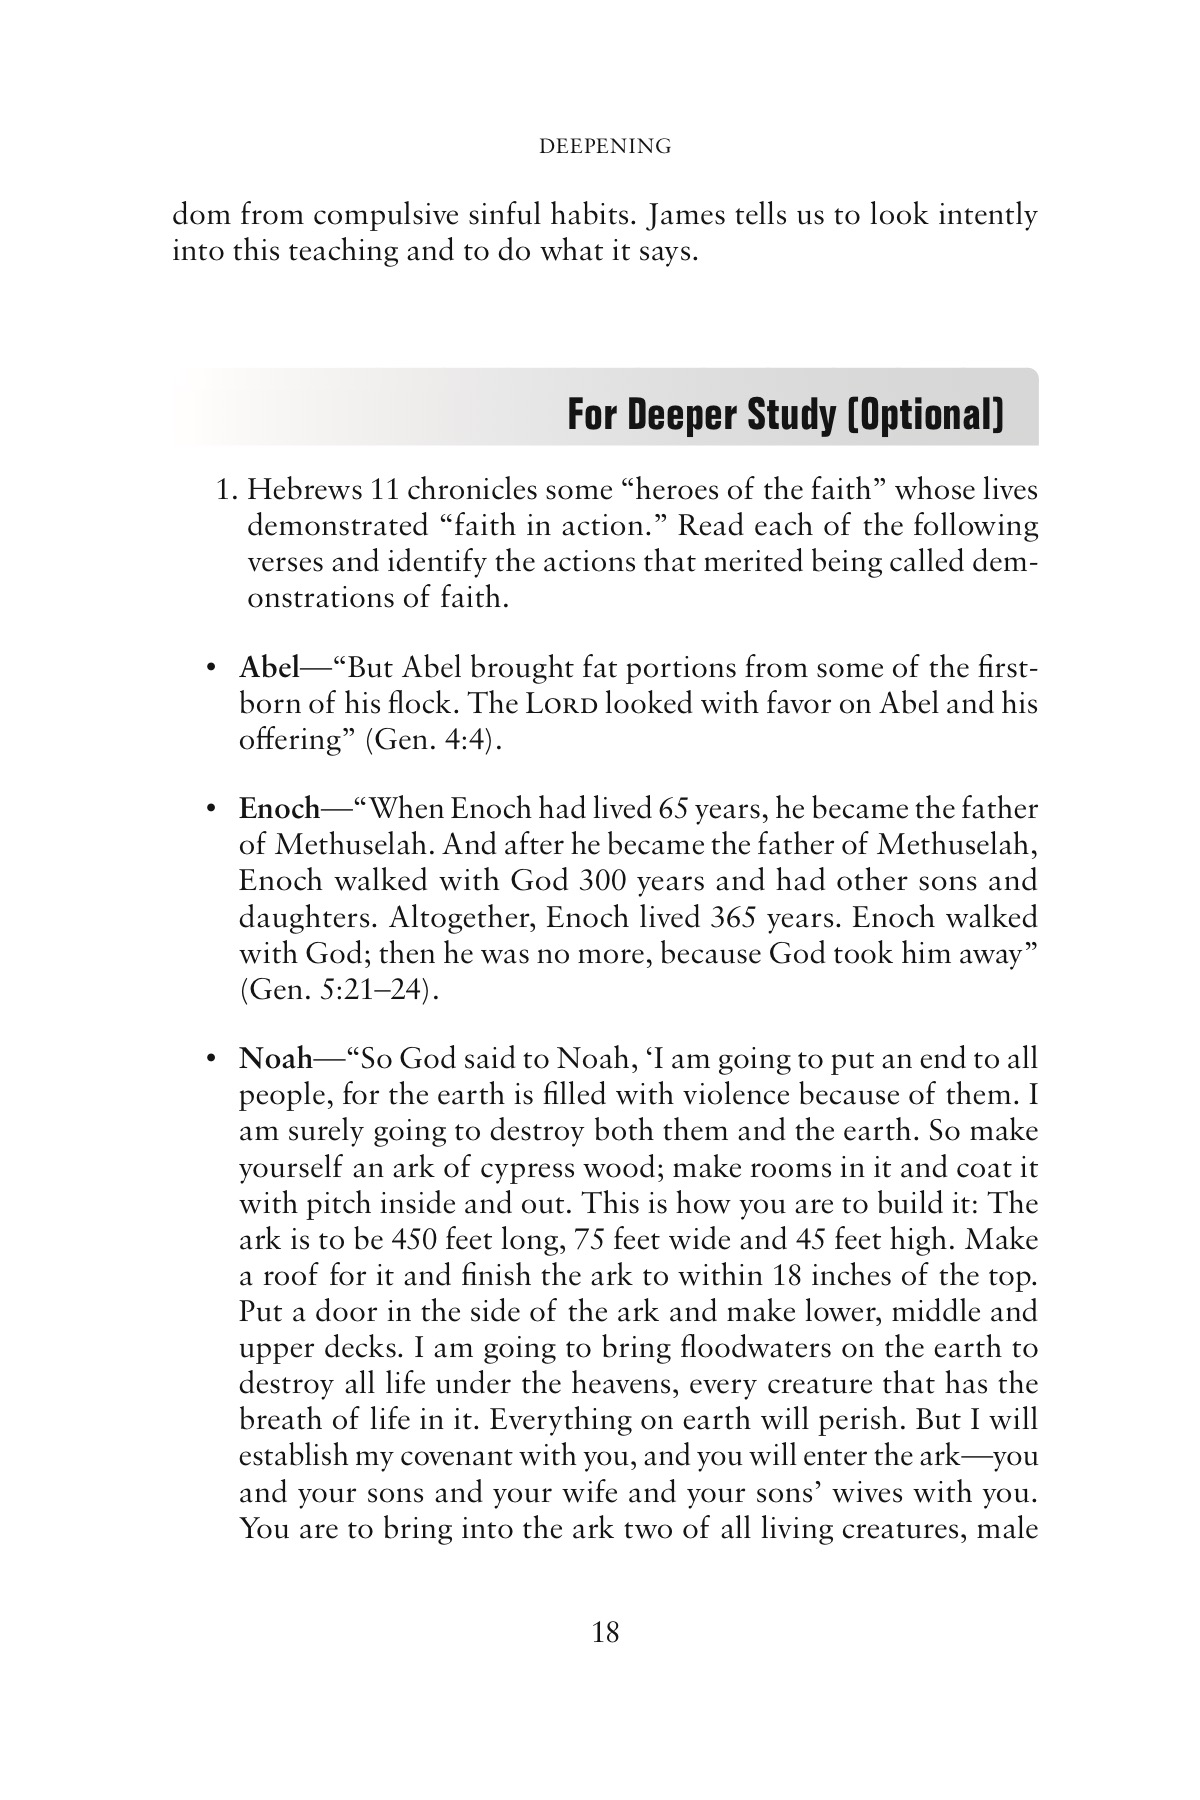 DEEPENING
dom from compulsive sinful habits. James tells us to look intently
into this teaching and to do what it says.
For Deeper Study (Optional)
1. Hebrews 11 chronicles some “heroes of the faith” whose lives
demonstrated “faith in action.” Read each of the following
verses and identify the actions that merited being called dem-
onstrations of faith.
• Abel—“But Abel brought fat portions from some of the first-
born of his flock. The LORD looked with favor on Abel and his
offering” (Gen. 4:4).
• Enoch—“When Enoch had lived 65 years, he became the father
of Methuselah. And after he became the father of Methuselah,
Enoch walked with God 300 years and had other sons and
daughters. Altogether, Enoch lived 365 years. Enoch walked
with God; then he was no more, because God took him away”
(Gen. 5:21–24).
• Noah—“So God said to Noah, ‘I am going to put an end to all
people, for the earth is filled with violence because of them. I
am surely going to destroy both them and the earth. So make
yourself an ark of cypress wood; make rooms in it and coat it
with pitch inside and out. This is how you are to build it: The
ark is to be 450 feet long, 75 feet wide and 45 feet high. Make
a roof for it and finish the ark to within 18 inches of the top.
Put a door in the side of the ark and make lower, middle and
upper decks. I am going to bring floodwaters on the earth to
destroy all life under the heavens, every creature that has the
breath of life in it. Everything on earth will perish. But I will
establish my covenant with you, and you will enter the ark—you
and your sons and your wife and your sons’ wives with you.
You are to bring into the ark two of all living creatures, male
18